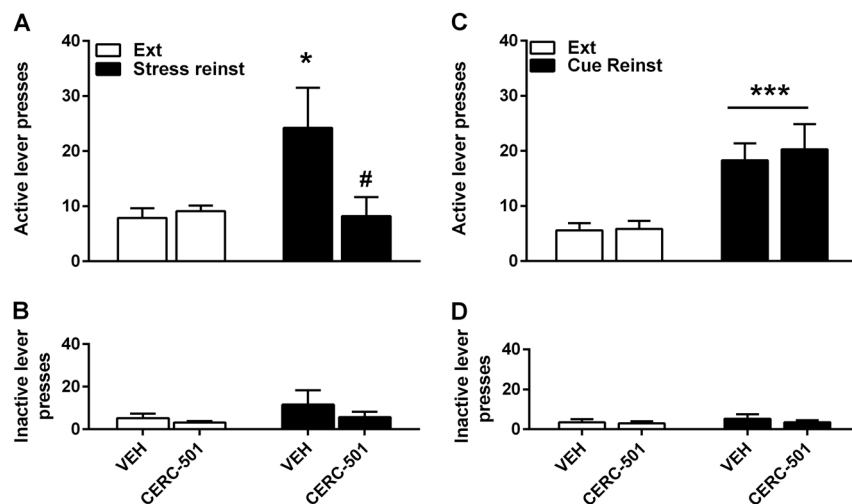 A
40
30
20
10
0
Active lever presses
Ext
Stress reinst
*
#
B
40
20
0
Inactive lever
presses
VEH
CERC-501
VEH
CERC-501
C
40
30
20
10
0
Active lever presses
Ext
Cue Reinst
***
D
40
20
0
Inactive lever
presses
VEH
CERC-501
VEH
CERC-501